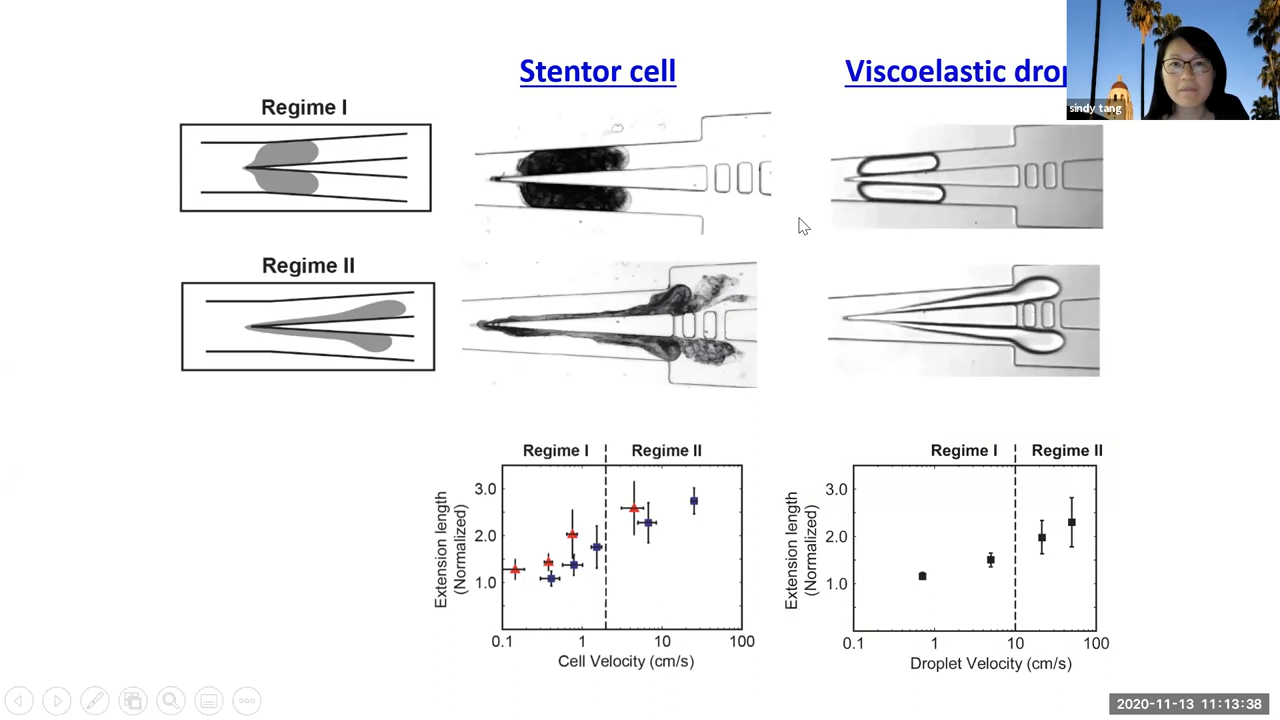 Stentor cell
Viscoelastic drop
sindy tang
Regime I
Regime II
Regime I
Regime II
Extension length
(Normalized)
3.0
2.0
1.0
0.1
1
10
100
Cell Velocity (cm/s)
Regime I
Regime II
Extension length
(Normalized)
3.0
2.0
1.0
0.1
1
10
100
Droplet Velocity (cm/s)
2020-11-13 11:13:38